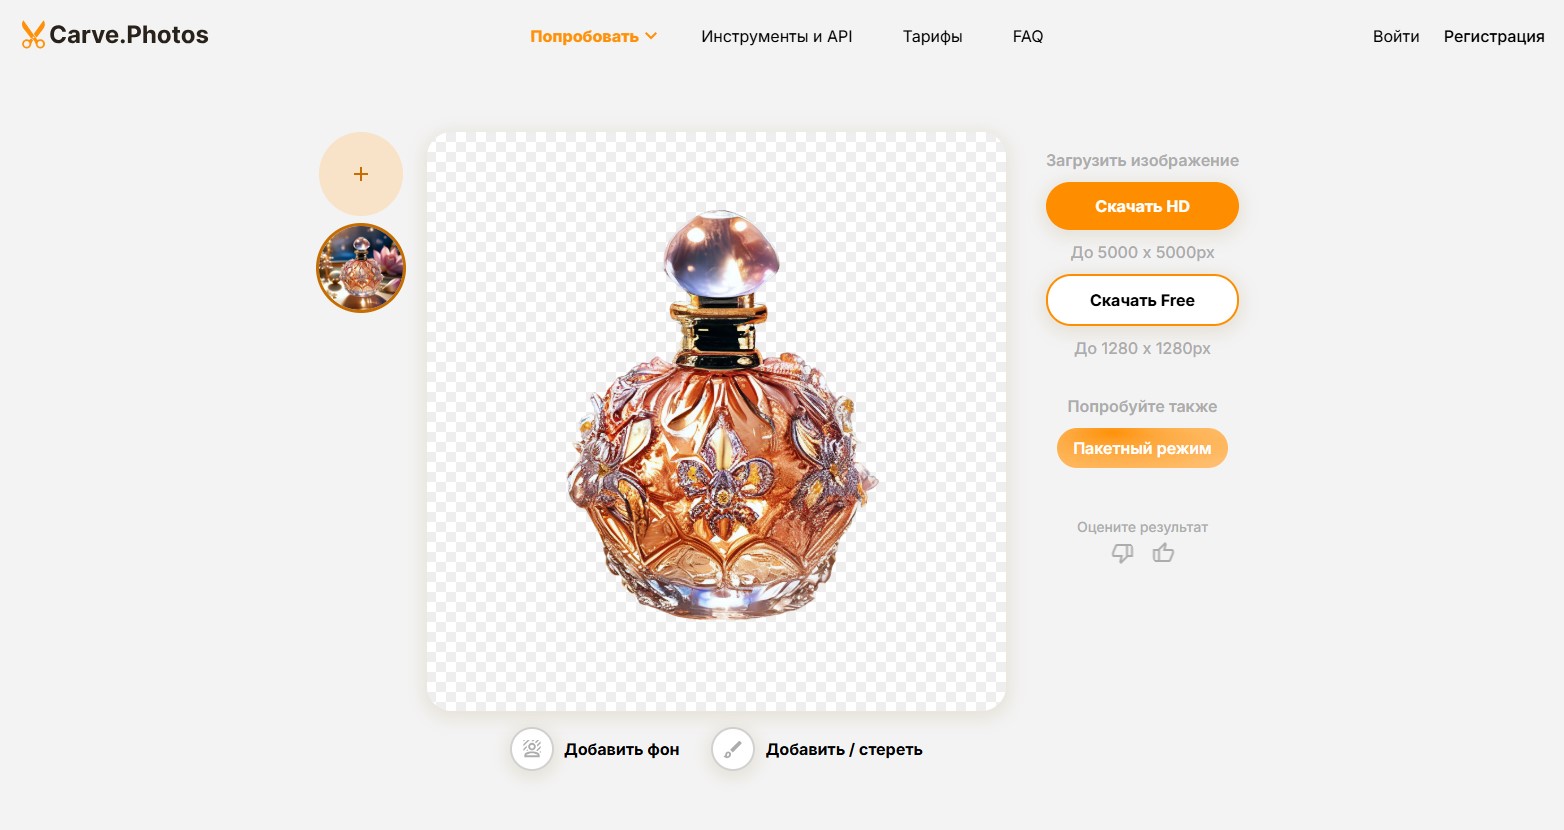 Carve.Photos
Попробовать
Инструменты и API
Тарифы
FAQ
Войти
Регистрация
Загрузить изображение
Скачать HD
До 5000 x 5000px
Скачать Free
До 1280 x 1280px
Попробуйте также
Пакетный режим
Оцените результат
Добавить фон
Добавить / стереть